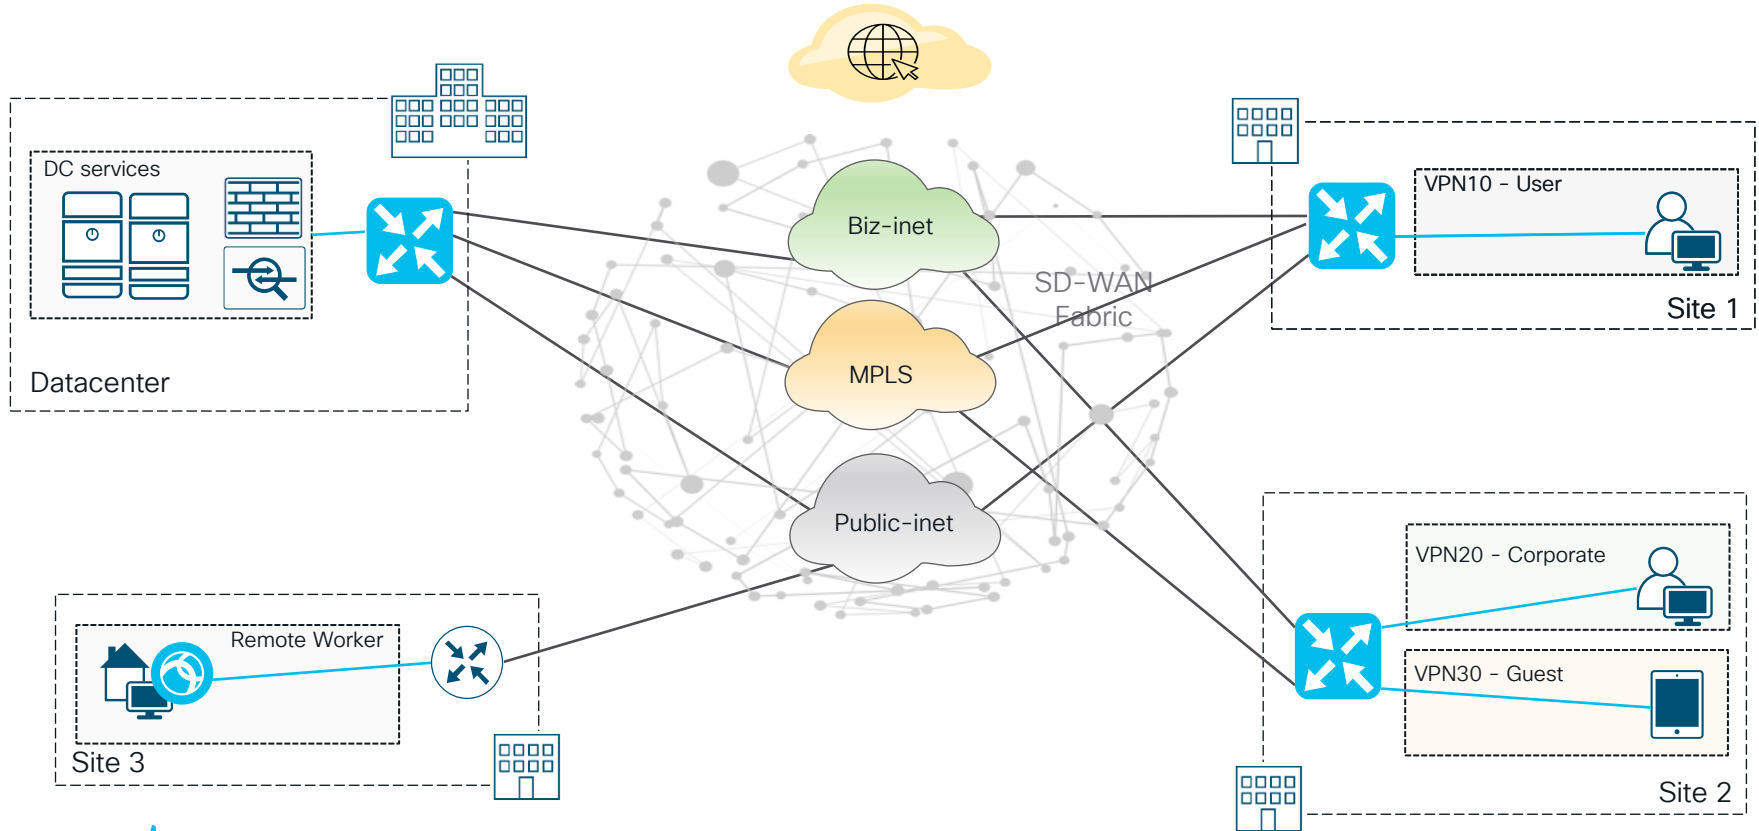 DC services
Datacenter
Biz-inet
SD-WAN
Fabric
MPLS
Public-inet
VPN10 - User
Site 1
Remote Worker
Site 3
VPN20 - Corporate
VPN30 - Guest
Site 2